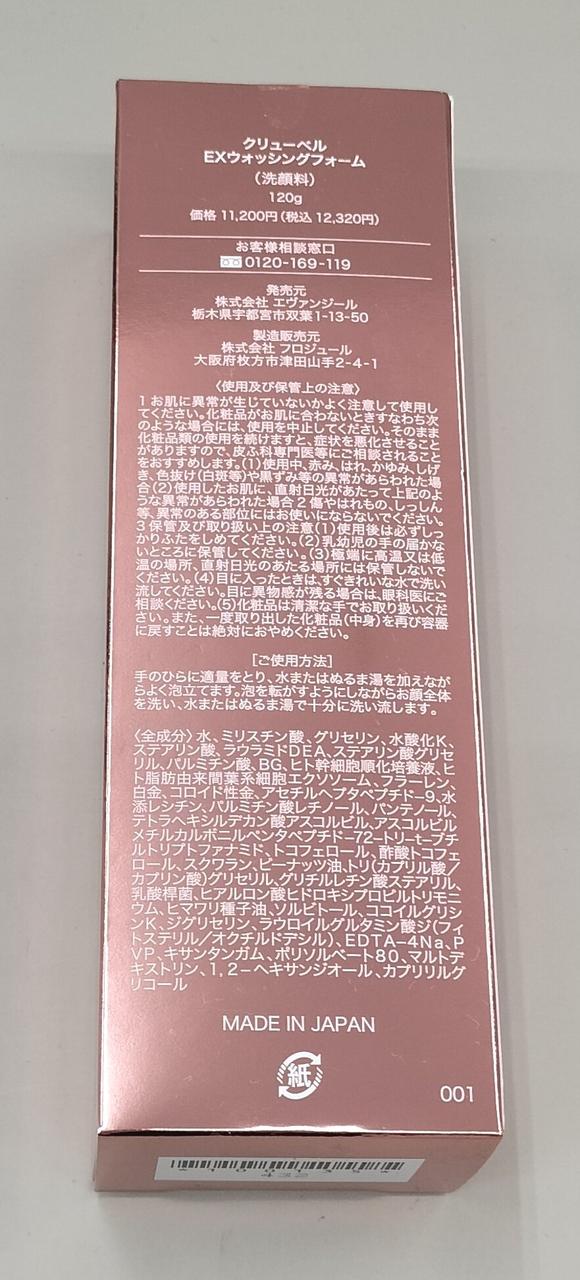 クリューベル
EXウォッシングフォーム
(洗顔料)
120g
価格 11,200円(税込 12,320円)
お客様相談窓口
0120-169-119
発売元
株式会社 エヴァンジール
栃木県宇都宮市双葉1-13-50
製造販売元
株式会社 フロジュール
大阪府枚方市津田山手2-4-1
〈使用及び保管上の注意〉
1 お肌に異常が生じていないかよく注意して使用し
てください。化粧品がお肌に合わないときすなわち次
のような場合には、使用を中止してください。そのまま
化粧品類の使用を続けますと、症状を悪化させること
がありますので、皮ふ科専門医等にご相談されること
をおすすめします。(1)使用中、赤み、はれ、かゆみ、しげ
き、色抜け(白斑等)や黒ずみ等の異常があらわれた場
合(2)使用したお肌に、直射日光があたって上記のよ
うな異常があらわれた場合 2 傷やはれもの、しっしん
等、異常のある部位にはお使いにならないでください。
3 保管及び取り扱い上の注意(1)使用後は必ずしっ
かりふたをしめてください。(2)乳幼児の手の届かな
いところに保管してください。(3)極端に高温又は低
温の場所、直射日光のあたる場所には保管しないで
ください。(4)目に入ったときは、すぐきれいな水で洗い
流してください。目に異物感が残る場合は、眼科医にご
相談ください。(5)化粧品は清潔な手でお取り扱いくだ
さい。また、一度取り出した化粧品(中身)を再び容器
に戻すことは絶対におやめください。
[ご使用方法]
手のひらに適量をとり、水またはぬるま湯を加えなが
らよく泡立てます。泡を転がすようにしながらお顔全体
を洗い、水またはぬるま湯で十分に洗い流します。
〈全成分〉水、ミリスチン酸、グリセリン、水酸化K、
ステアリン酸、ラウラミドDEA、ステアリン酸グリセ
リル、パルミチン酸、BG、ヒト幹細胞順化培養液、ヒ
ト脂肪由来間葉系細胞エクソソーム、フラーレン、
白金、コロイド性金、アセチルヘプタペプチド-9、水
添レシチン、パルミチン酸レチノール、パンテノール、
テトラヘキシルデカン酸アスコルビル、アスコルビル
メチルカルボニルペンタペプチド-72-トリt-ブチ
ルトリプトファナミド、トコフェロール、酢酸トコフェ
ロール、スクワラン、ピーナッツ油、トリ(カプリル酸/
カプリン酸)グリセリル、グリチルレチン酸ステアリル、
乳酸桿菌、ヒアルロン酸ヒドロキシプロピルトリモニ
ウム、ヒマワリ種子油、ソルビトール、ココイルグリシ
ンK、ジグリセリン、ラウロイルグルタミン酸ジ(フィ
トステリル/オクチルドデシル)、EDTA-4Na、P
VP、キサンタンガム、ポリソルベート80、マルトデ
キストリン、1,2-ヘキサンジオール、カプリリルグ
リコール
MADE IN JAPAN
紙
001